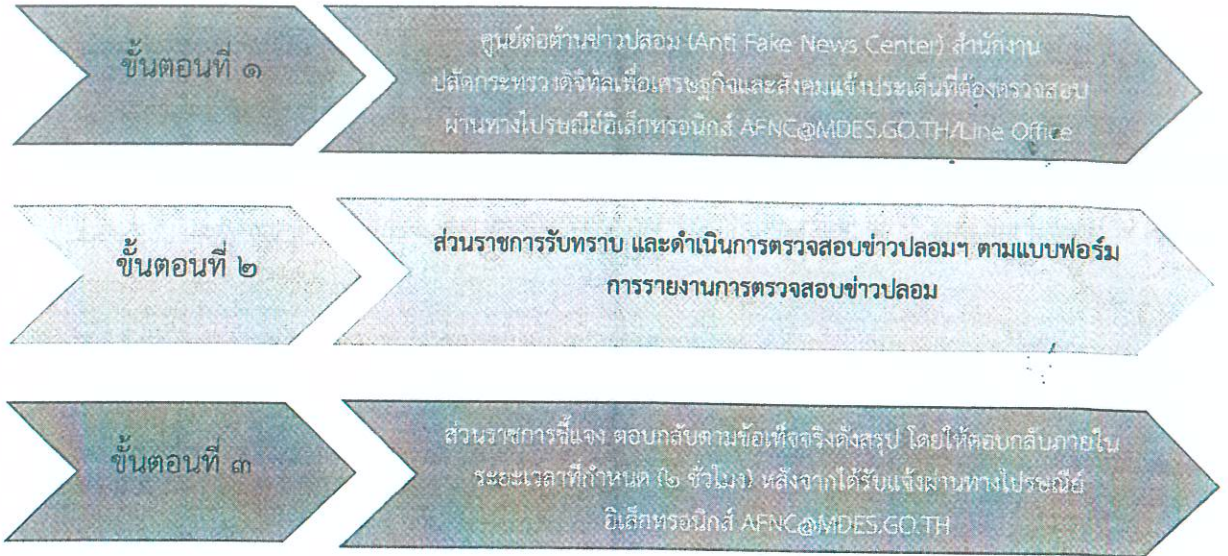 ขั้นตอนที่ ๑
ศูนย์ต่อต้านข่าวปลอม (Anti Fake News Center) สำนักงาน
ปลัดกระทรวงดิจิทัลเพื่อเศรษฐกิจและสังคมแจ้งประเด็นที่ต้องตรวจสอบ
ผ่านทางไปรษณีย์อิเล็กทรอนิกส์ AFNC@MDES.GO.TH/Line Office
ขั้นตอนที่ ๒
ส่วนราชการรับทราบ และดำเนินการตรวจสอบข่าวปลอมฯ ตามแบบฟอร์ม
การรายงานการตรวจสอบข่าวปลอม
ขั้นตอนที่ ๓
ส่วนราชการชี้แจง ตอบกลับตามข้อเท็จจริงดังสรุป โดยให้ตอบกลับภายใน
ระยะเวลาที่กำหนด (๒ ชั่วโมง) หลังจากได้รับแจ้งผ่านทางไปรษณีย์
อิเล็กทรอนิกส์ AFNC@MDES.GO.TH